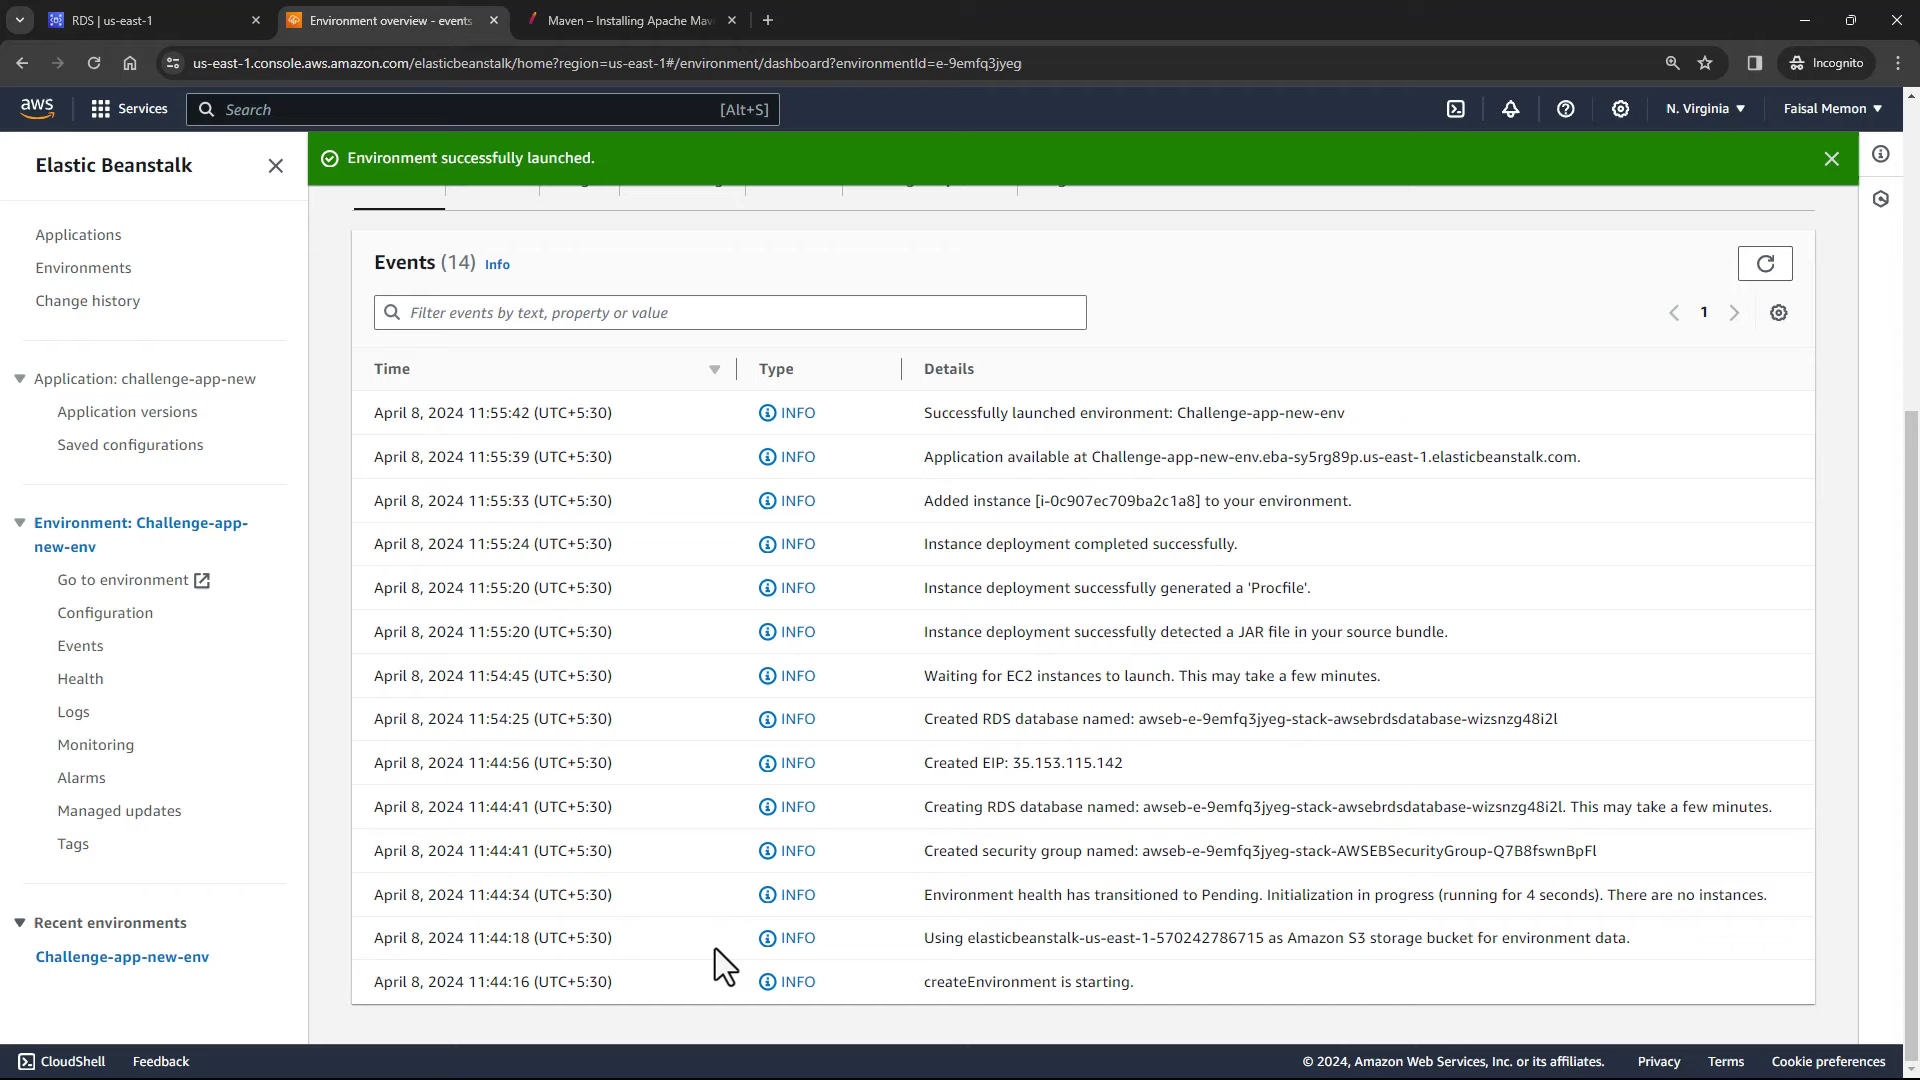 RDS | us-east-1
Environment overview - events
Maven – Installing Apache Mav
us-east-1.console.aws.amazon.com/elasticbeanstalk/home?region=us-east-1#/environment/dashboard?environmentId=e-9emfq3jyeg
Incognito
aws
Services
Search
[Alt+S]
N. Virginia
Faisal Memon
Elastic Beanstalk
Environment successfully launched.
Applications
Environments
Change history
Application: challenge-app-new
Application versions
Saved configurations
Environment: Challenge-app-
new-env
Go to environment
Configuration
Events
Health
Logs
Monitoring
Alarms
Managed updates
Tags
Recent environments
Challenge-app-new-env
Events (14) Info
Filter events by text, property or value
1
Time Type Details
April 8, 2024 11:55:42 (UTC+5:30) INFO Successfully launched environment: Challenge-app-new-env
April 8, 2024 11:55:39 (UTC+5:30) INFO Application available at Challenge-app-new-env.eba-sy5rg89p.us-east-1.elasticbeanstalk.com.
April 8, 2024 11:55:33 (UTC+5:30) INFO Added instance [i-0c907ec709ba2c1a8] to your environment.
April 8, 2024 11:55:24 (UTC+5:30) INFO Instance deployment completed successfully.
April 8, 2024 11:55:20 (UTC+5:30) INFO Instance deployment successfully generated a 'Procfile'.
April 8, 2024 11:55:20 (UTC+5:30) INFO Instance deployment successfully detected a JAR file in your source bundle.
April 8, 2024 11:54:45 (UTC+5:30) INFO Waiting for EC2 instances to launch. This may take a few minutes.
April 8, 2024 11:54:25 (UTC+5:30) INFO Created RDS database named: awseb-e-9emfq3jyeg-stack-awsebrdsdatabase-wizsnzg48i2l
April 8, 2024 11:44:56 (UTC+5:30) INFO Created EIP: 35.153.115.142
April 8, 2024 11:44:41 (UTC+5:30) INFO Creating RDS database named: awseb-e-9emfq3jyeg-stack-awsebrdsdatabase-wizsnzg48i2l. This may take a few minutes.
April 8, 2024 11:44:41 (UTC+5:30) INFO Created security group named: awseb-e-9emfq3jyeg-stack-AWSEBSecurityGroup-Q7B8fswnBpFl
April 8, 2024 11:44:34 (UTC+5:30) INFO Environment health has transitioned to Pending. Initialization in progress (running for 4 seconds). There are no instances.
April 8, 2024 11:44:18 (UTC+5:30) INFO Using elasticbeanstalk-us-east-1-570242786715 as Amazon S3 storage bucket for environment data.
April 8, 2024 11:44:16 (UTC+5:30) INFO createEnvironment is starting.
CloudShell Feedback © 2024, Amazon Web Services, Inc. or its affiliates. Privacy Terms Cookie preferences